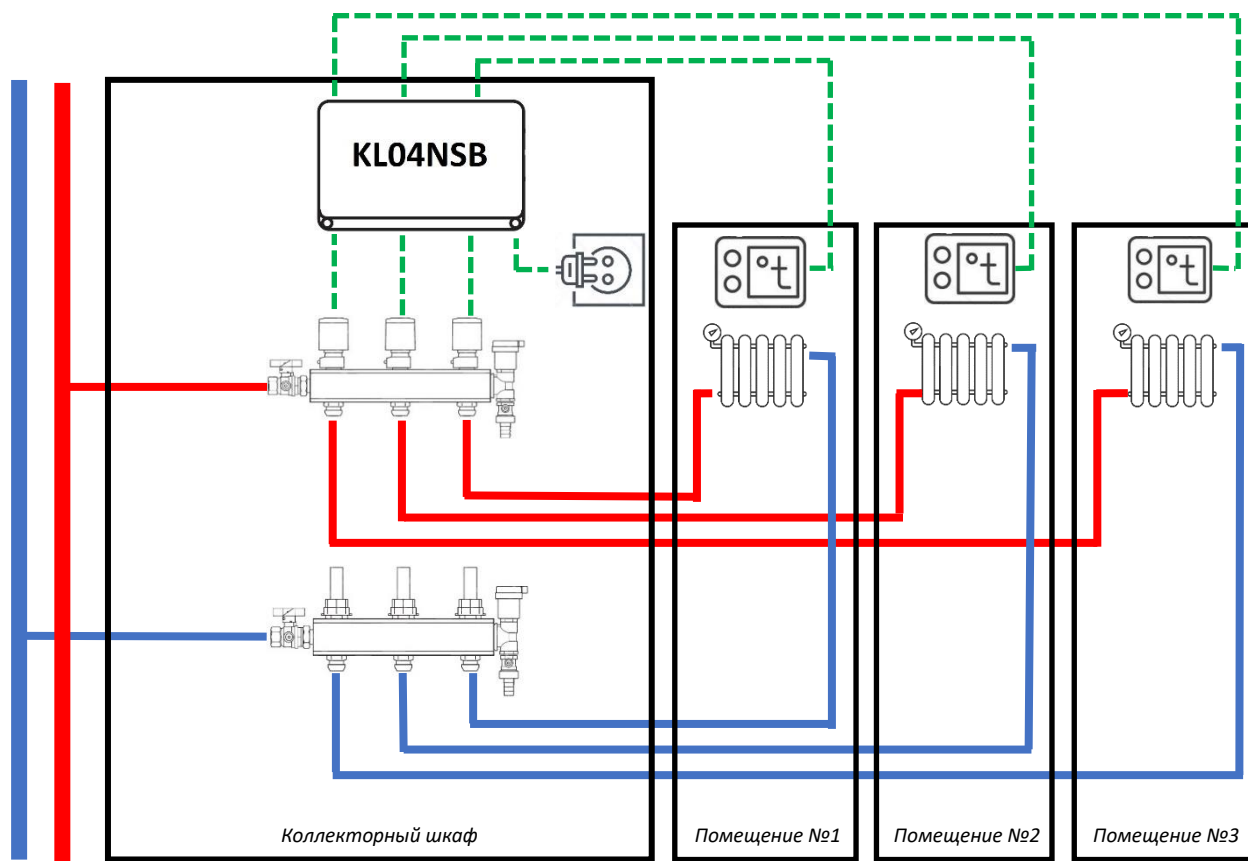 KL04NSB
°t
°t
°t
Коллекторный шкаф
Помещение №1
Помещение №2
Помещение №3